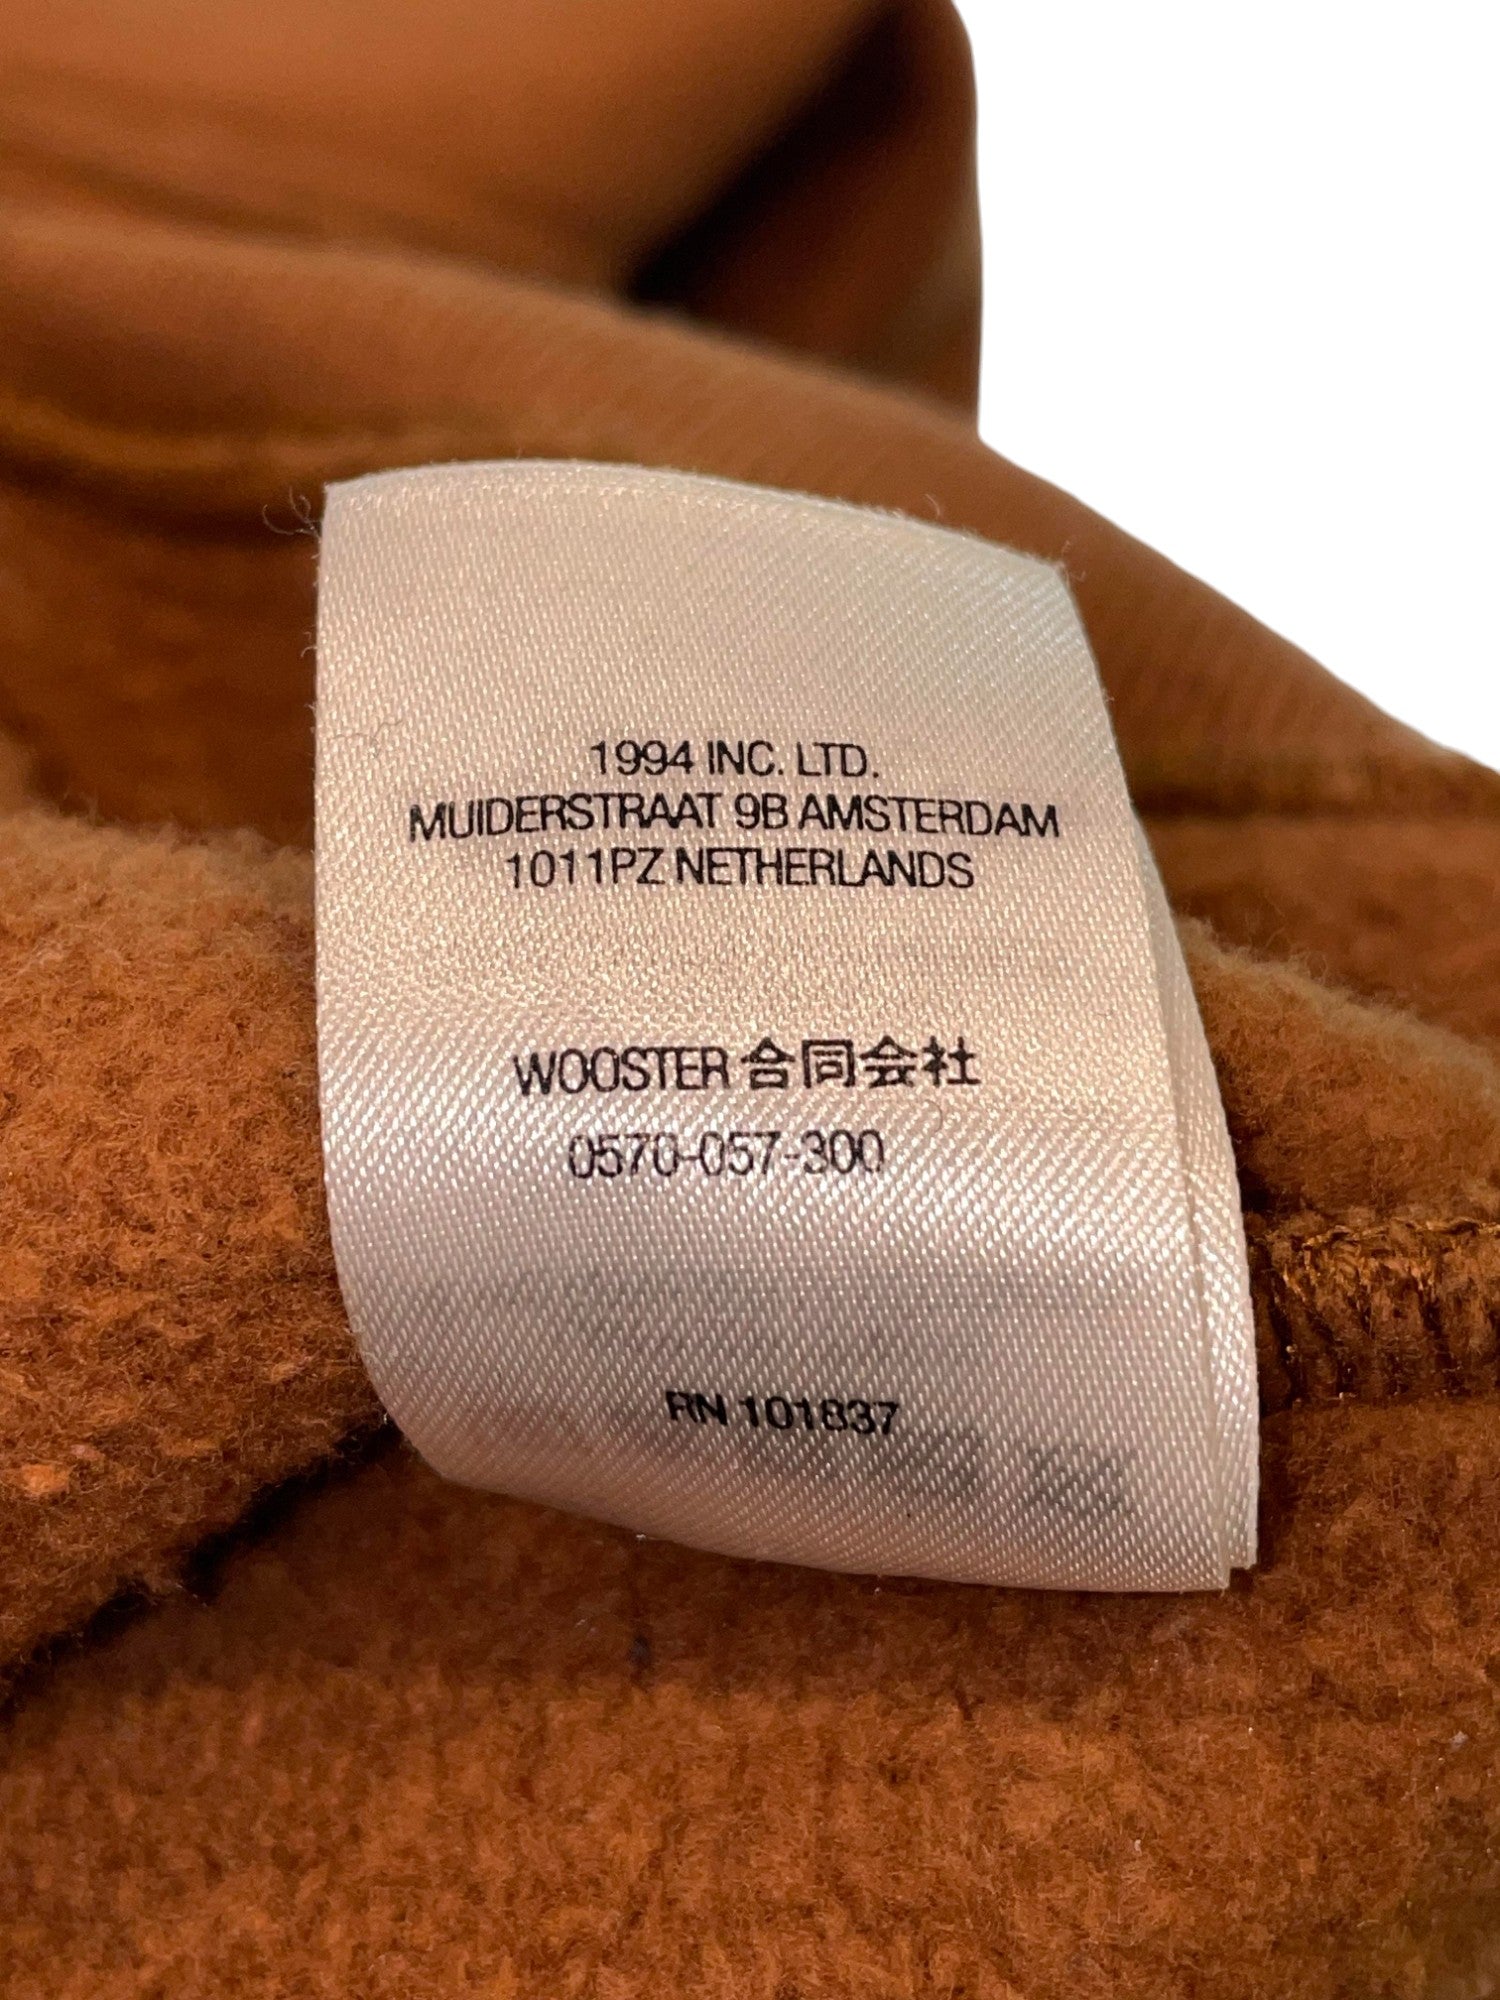 1994 INC. LTD.
MUIDERSTRAAT 9B AMSTERDAM
1011PZ NETHERLANDS
WOOSTER 合同会社
0570-057-300
RN 101837